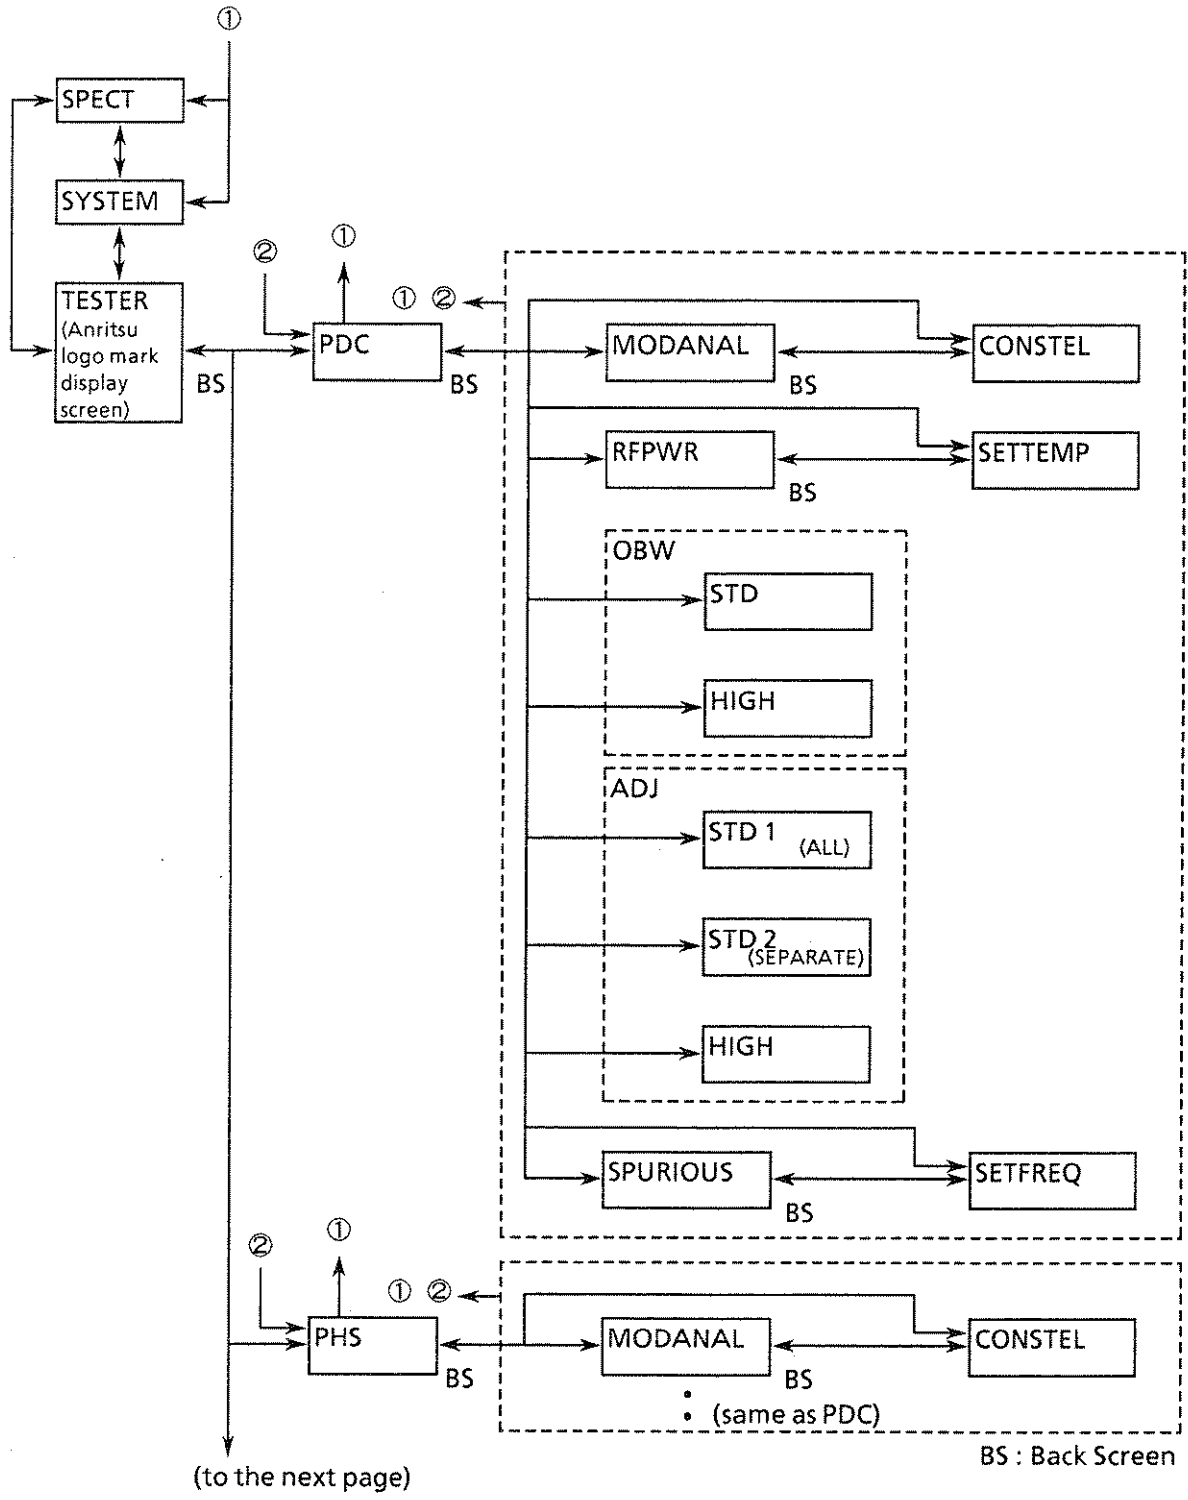 ①
SPECT
SYSTEM
TESTER
(Anritsu
logo mark
display
screen)
BS
②
①
① ②
PDC
BS
MODANAL
BS
CONSTEL
RFPWR
BS
SETTEMP
OBW
STD
HIGH
ADJ
STD 1
(ALL)
STD 2
(SEPARATE)
HIGH
SPURIOUS
BS
SETFREQ
②
①
① ②
PHS
BS
MODANAL
BS
CONSTEL
(same as PDC)
BS : Back Screen
(to the next page)